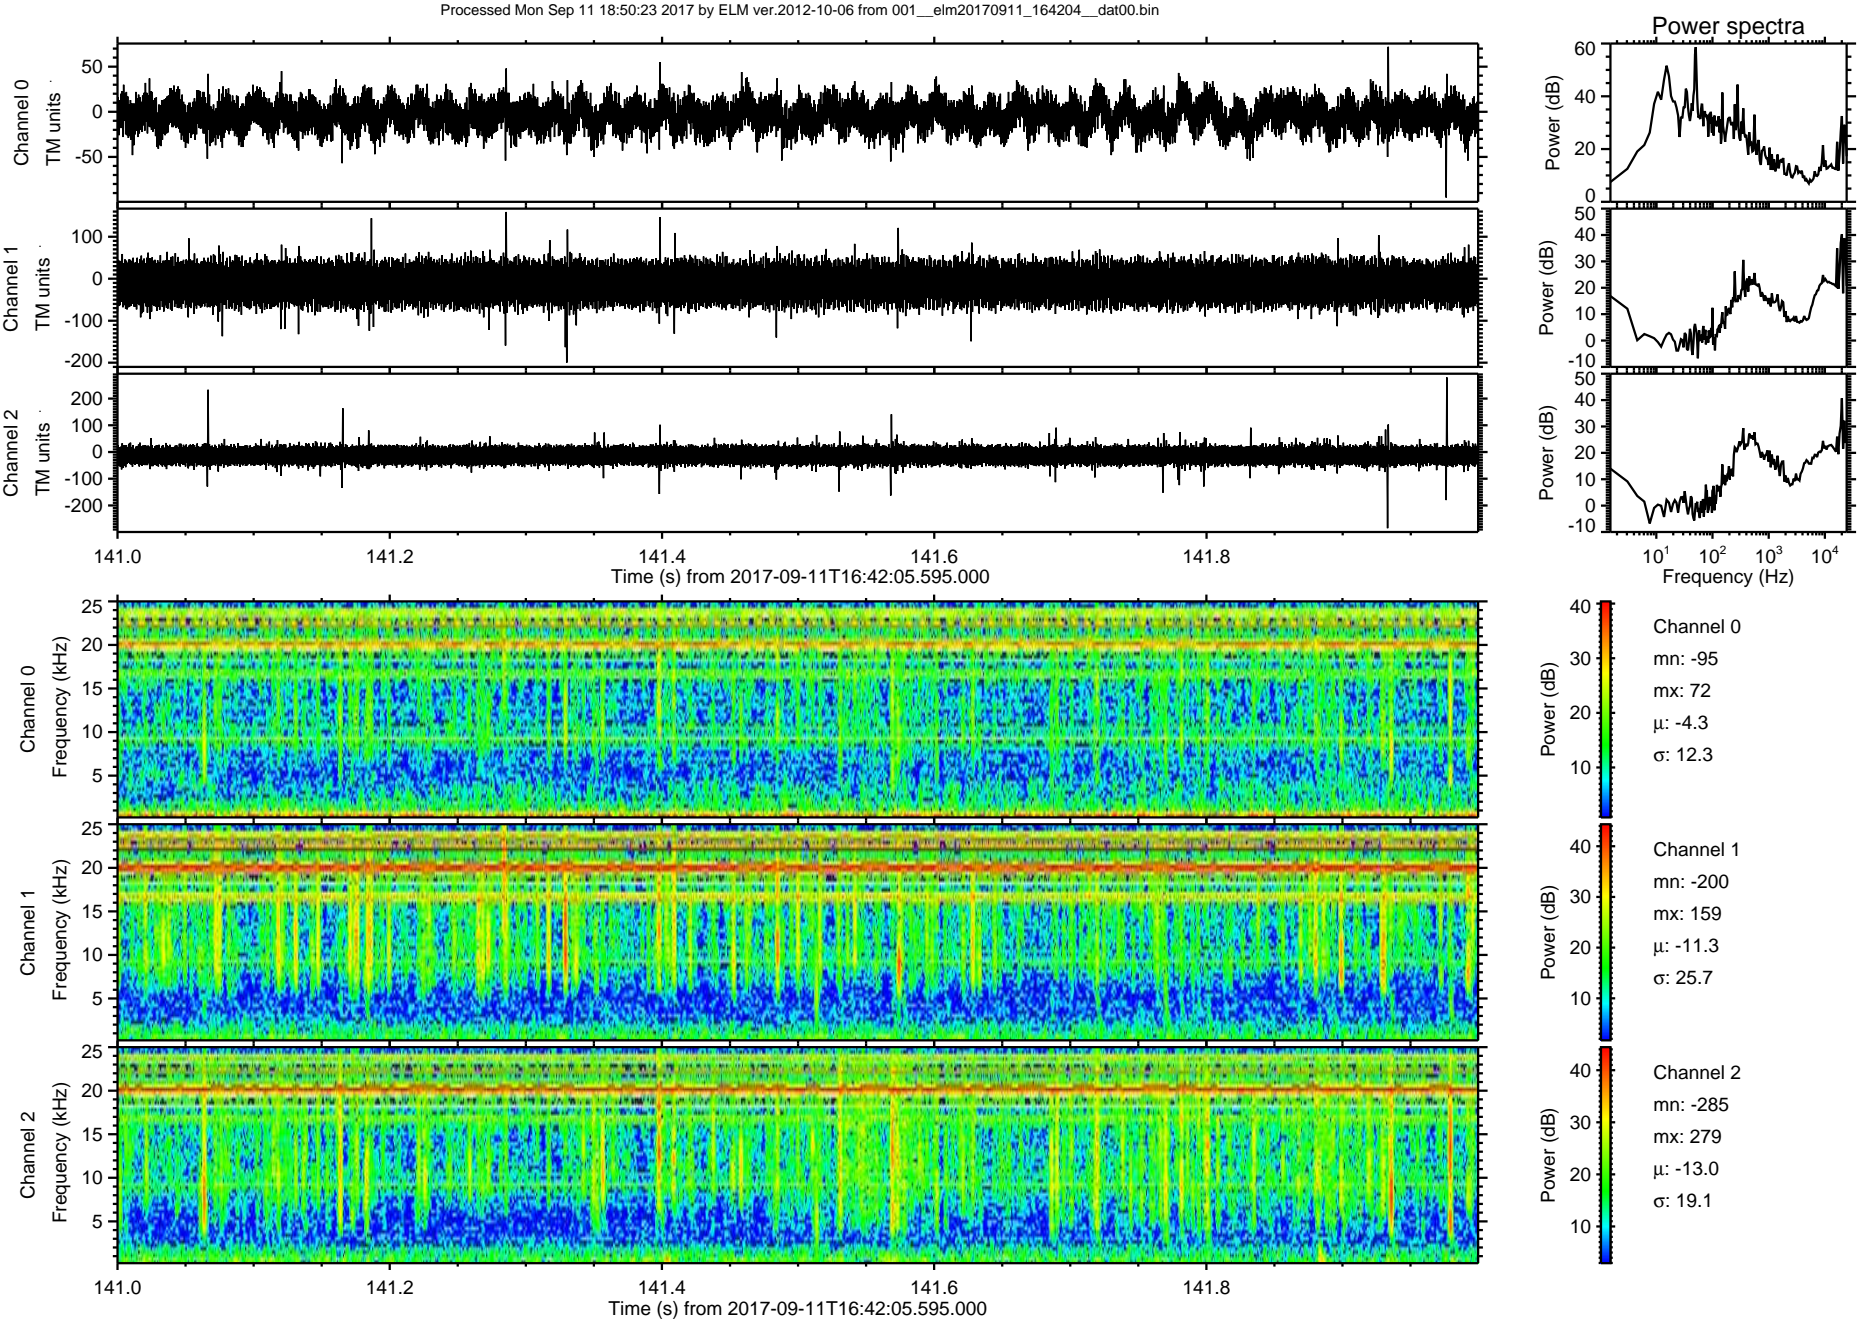 Processed Mon Sep 11 18:50:23 2017 by ELM ver.2012-10-06 from 001__elm20170911_164204__dat00.bin
Power spectra
Channel 0
TM units
50
0
-50
Power (dB)
60
40
20
0
Channel 1
TM units
100
0
-100
-200
Power (dB)
50
40
30
20
10
0
-10
Channel 2
TM units
200
100
0
-100
-200
Power (dB)
50
40
30
20
10
0
-10
141.0 141.2 141.4 141.6 141.8
Time (s) from 2017-09-11T16:42:05.595.000
10^1 10^2 10^3 10^4
Frequency (Hz)
Channel 0
Frequency (kHz)
25
20
15
10
5
Power (dB)
40
30
20
10
Channel 0
mn: -95
mx: 72
μ: -4.3
σ: 12.3
Channel 1
Frequency (kHz)
25
20
15
10
5
Power (dB)
40
30
20
10
Channel 1
mn: -200
mx: 159
μ: -11.3
σ: 25.7
Channel 2
Frequency (kHz)
25
20
15
10
5
Power (dB)
40
30
20
10
Channel 2
mn: -285
mx: 279
μ: -13.0
σ: 19.1
141.0 141.2 141.4 141.6 141.8
Time (s) from 2017-09-11T16:42:05.595.000